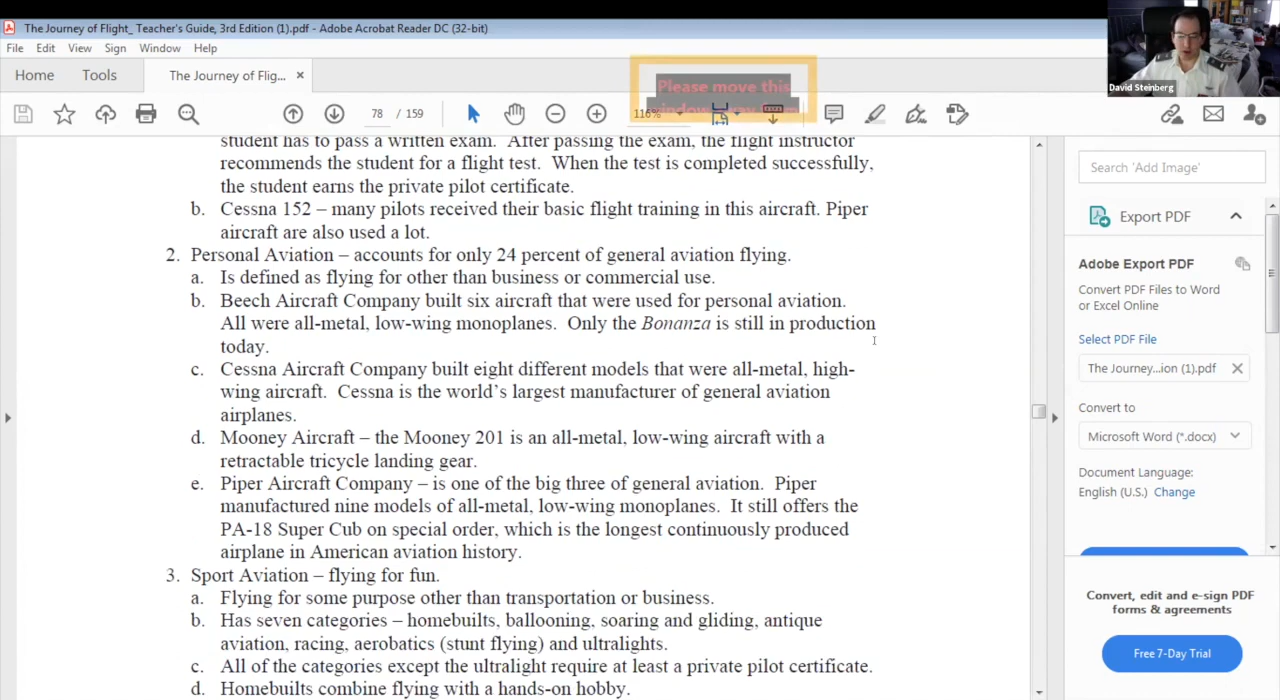 The Journey of Flight_ Teacher's Guide, 3rd Edition (1).pdf - Adobe Acrobat Reader DC (32-bit)
File Edit View Sign Window Help
Home Tools The Journey of Flig... ×
Please move this
78 / 159 116%
David Steinberg
student has to pass a written exam. After passing the exam, the flight instructor
recommends the student for a flight test. When the test is completed successfully,
the student earns the private pilot certificate.
b. Cessna 152 – many pilots received their basic flight training in this aircraft. Piper
aircraft are also used a lot.
2. Personal Aviation – accounts for only 24 percent of general aviation flying.
a. Is defined as flying for other than business or commercial use.
b. Beech Aircraft Company built six aircraft that were used for personal aviation.
All were all-metal, low-wing monoplanes. Only the Bonanza is still in production
today.
c. Cessna Aircraft Company built eight different models that were all-metal, high-
wing aircraft. Cessna is the world's largest manufacturer of general aviation
airplanes.
d. Mooney Aircraft – the Mooney 201 is an all-metal, low-wing aircraft with a
retractable tricycle landing gear.
e. Piper Aircraft Company – is one of the big three of general aviation. Piper
manufactured nine models of all-metal, low-wing monoplanes. It still offers the
PA-18 Super Cub on special order, which is the longest continuously produced
airplane in American aviation history.
3. Sport Aviation – flying for fun.
a. Flying for some purpose other than transportation or business.
b. Has seven categories – homebuilts, ballooning, soaring and gliding, antique
aviation, racing, aerobatics (stunt flying) and ultralights.
c. All of the categories except the ultralight require at least a private pilot certificate.
d. Homebuilts combine flying with a hands-on hobby.
Search 'Add Image'
Export PDF
Adobe Export PDF
Convert PDF Files to Word
or Excel Online
Select PDF File
The Journey...ion (1).pdf ×
Convert to
Microsoft Word (*.docx)
Document Language:
English (U.S.) Change
Convert, edit and e-sign PDF
forms & agreements
Free 7-Day Trial